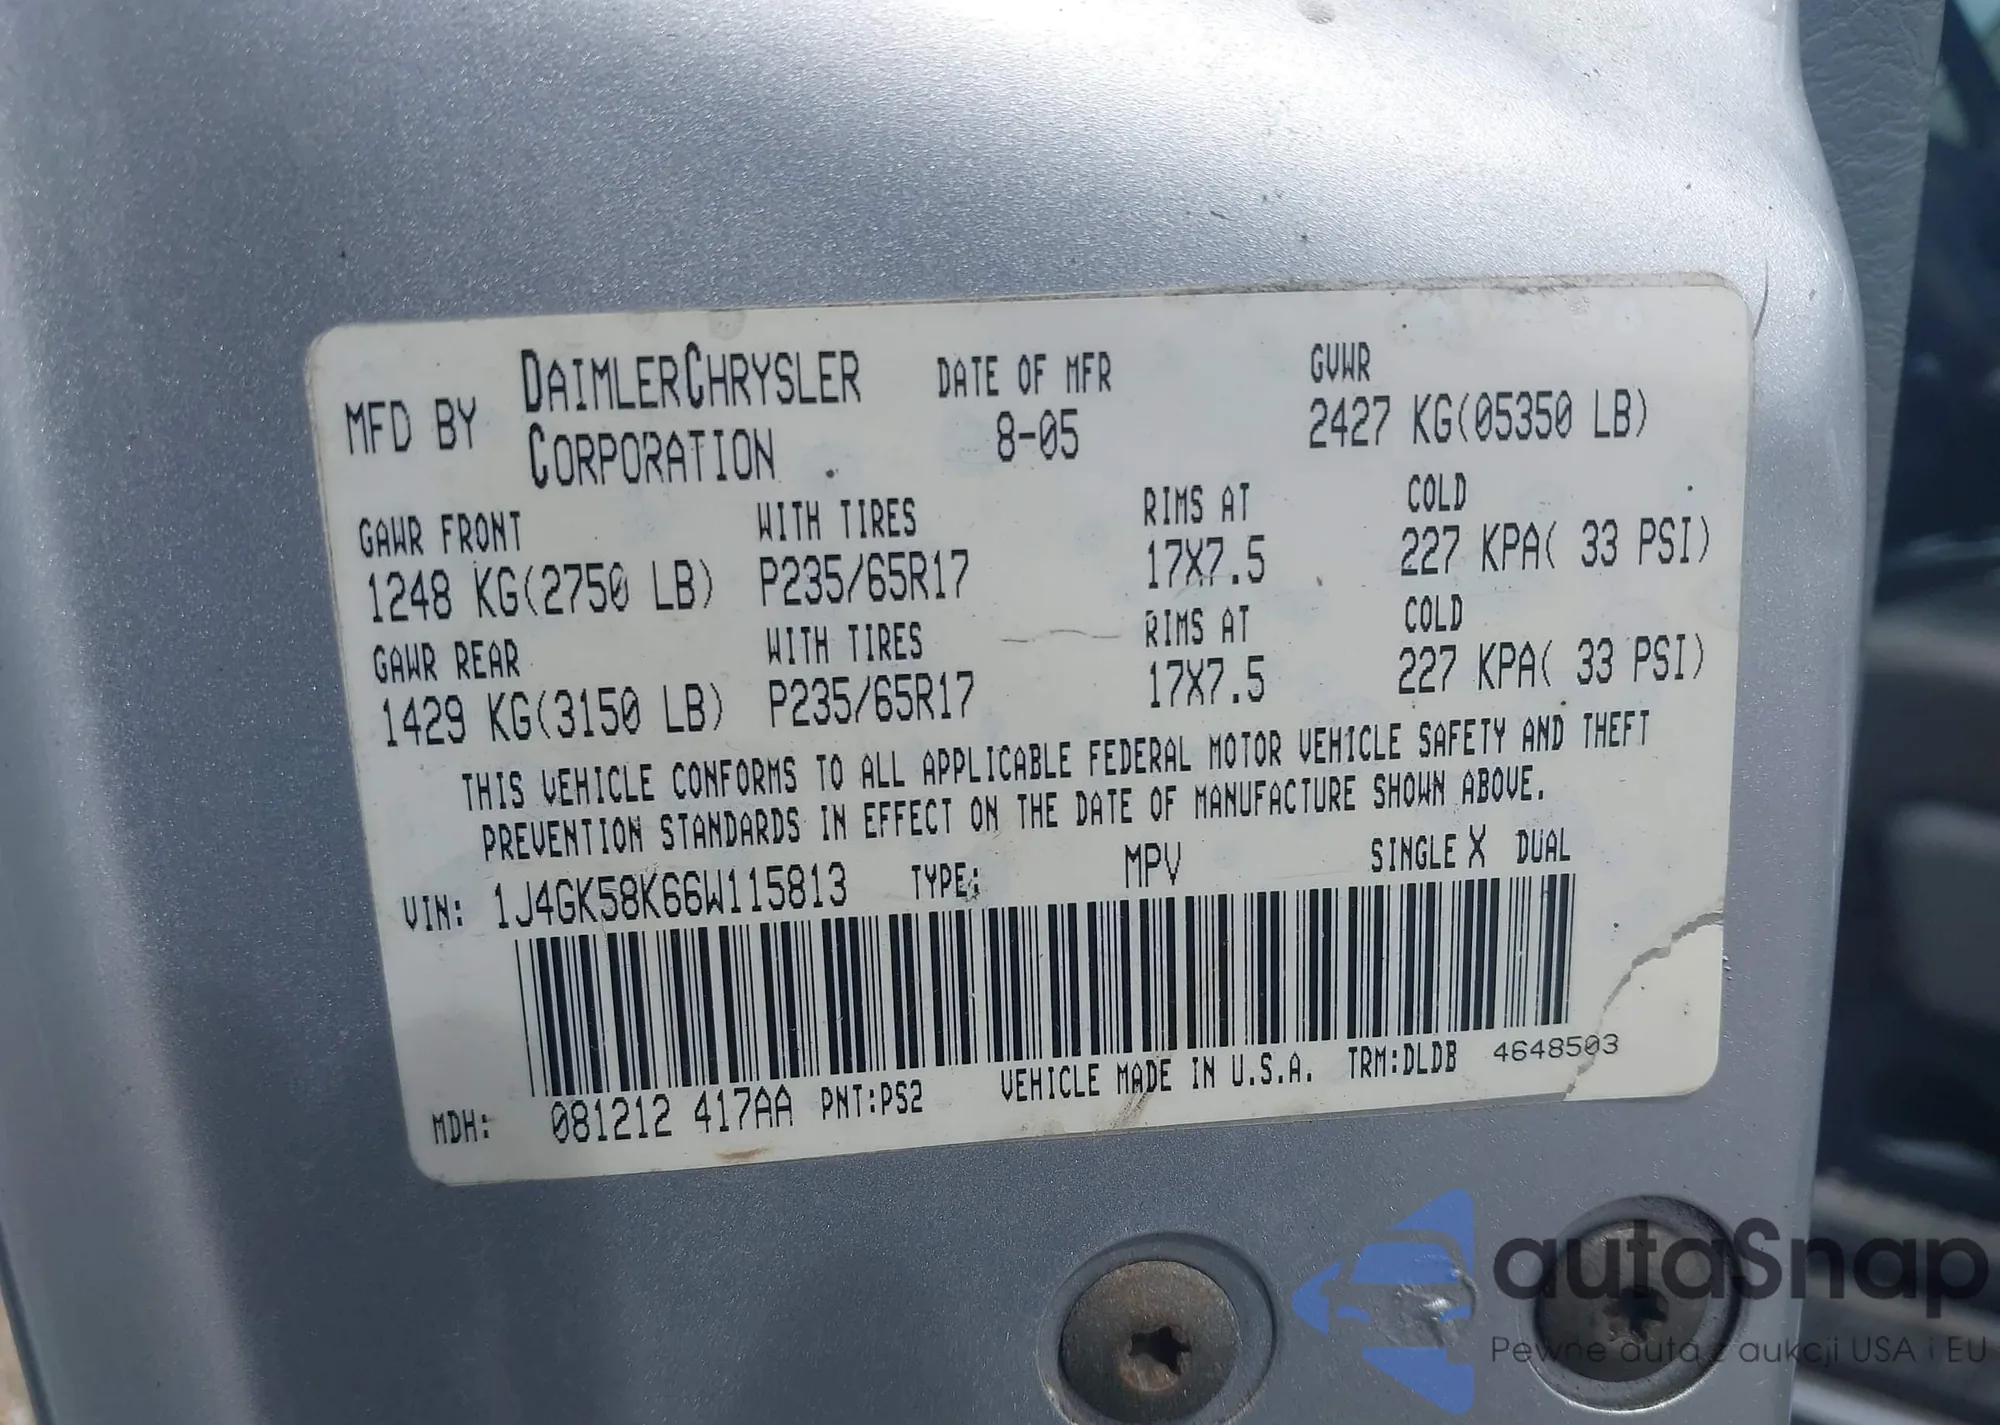 MFD BY DAIMLERCHRYSLER CORPORATION DATE OF MFR 8-05 GVWR 2427 KG(05350 LB)
GAWR FRONT WITH TIRES RIMS AT COLD
1248 KG(2750 LB) P235/65R17 17X7.5 227 KPA( 33 PSI)
GAWR REAR WITH TIRES RIMS AT COLD
1429 KG(3150 LB) P235/65R17 17X7.5 227 KPA( 33 PSI)
THIS VEHICLE CONFORMS TO ALL APPLICABLE FEDERAL MOTOR VEHICLE SAFETY AND THEFT
PREVENTION STANDARDS IN EFFECT ON THE DATE OF MANUFACTURE SHOWN ABOVE.
VIN: 1J4GK58K66W115813 TYPE: MPV SINGLE X DUAL
MDH: 081212 417AA PNT:PS2 VEHICLE MADE IN U.S.A. TRM:DLDB 4648503
autaSnap
Pewne auta z aukcji USA i EU